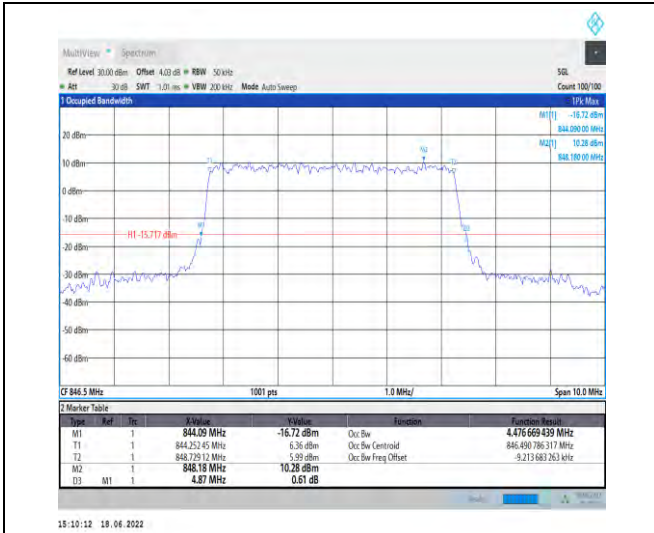 MultiView Spectrum
Ref Level 30.00 dBm Offset 4.03 dB RBW 50 kHz SGL
Att 30 dB SWT 1.01 ms VBW 200 kHz Mode Auto Sweep Count 100/100
1 Occupied Bandwidth 1Pk Max
M1[1] -16.72 dBm
844.090 00 MHz
M2[1] 10.28 dBm
848.180 00 MHz
20 dBm
M2
T1 T2
10 dBm
0 dBm
-10 dBm
M1 D3
H1 -15.717 dBm
-20 dBm
-30 dBm
-40 dBm
-50 dBm
-60 dBm
CF 846.5 MHz 1001 pts 1.0 MHz/ Span 10.0 MHz
2 Marker Table
Type Ref Trc X-Value Y-Value Function Function Result
M1 1 844.09 MHz -16.72 dBm Occ Bw 4.476 669 439 MHz
T1 1 844.252 45 MHz 6.36 dBm Occ Bw Centroid 846.490 786 317 MHz
T2 1 848.729 12 MHz 5.99 dBm Occ Bw Freq Offset -9.213 683 263 kHz
M2 1 848.18 MHz 10.28 dBm
D3 M1 1 4.87 MHz 0.61 dB
15:10:12 18.06.2022